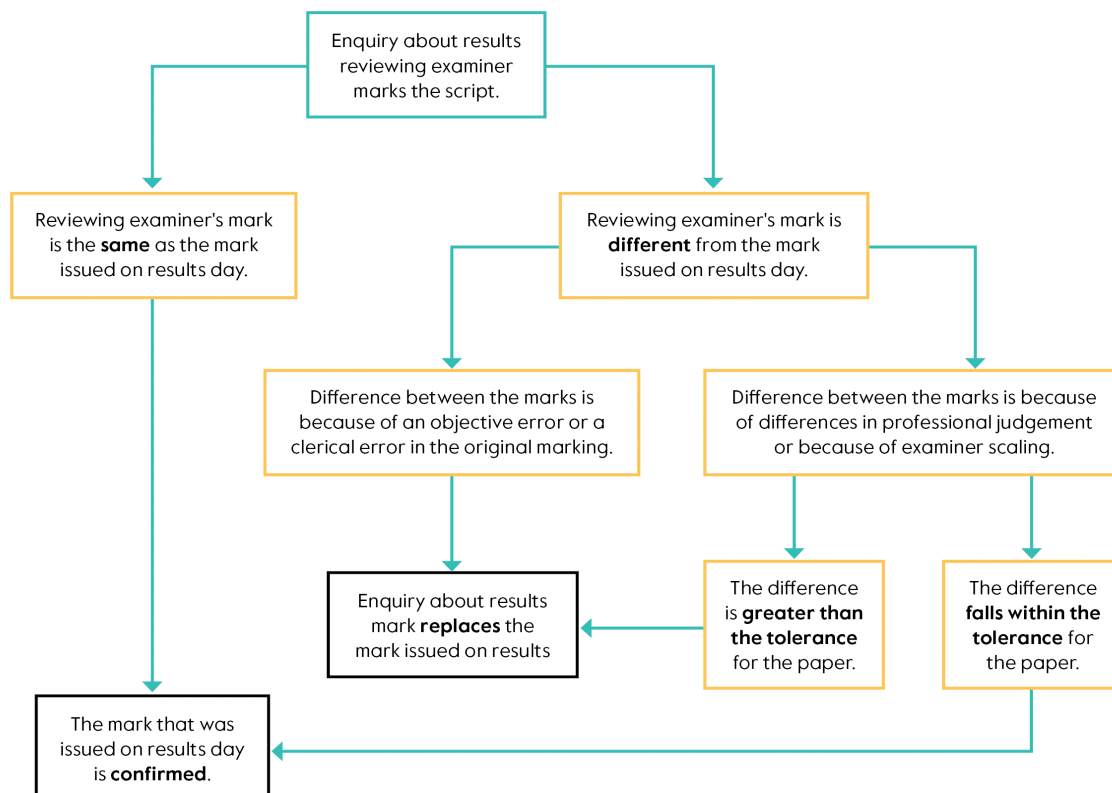 Enquiry about results
reviewing examiner
marks the script.
Reviewing examiner's mark
is the same as the mark
issued on results day.
Reviewing examiner's mark is
different from the mark
issued on results day.
Difference between the marks is
because of an objective error or a
clerical error in the original marking.
Difference between the marks is because
of differences in professional judgement
or because of examiner scaling.
Enquiry about results
mark replaces the
mark issued on results
The difference
is greater than
the tolerance
for the paper.
The difference
falls within the
tolerance for
the paper.
The mark that was
issued on results day
is confirmed.